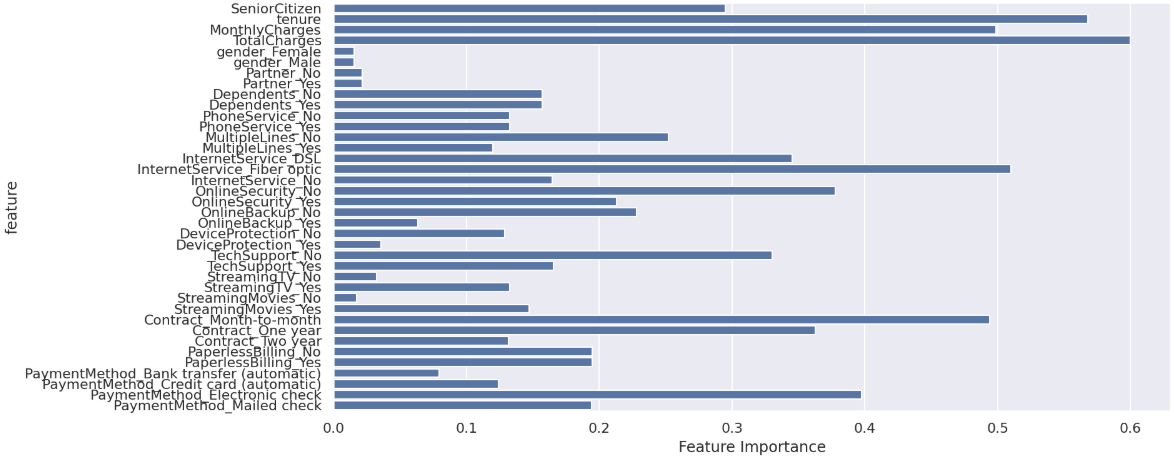 SeniorCitizen
tenure
MonthlyCharges
TotalCharges
gender_Female
gender_Male
Partner_No
Partner_Yes
Dependents_No
Dependents_Yes
PhoneService_No
PhoneService_Yes
MultipleLines_No
MultipleLines_Yes
InternetService_DSL
InternetService_Fiber optic
InternetService_No
OnlineSecurity_No
OnlineSecurity_Yes
OnlineBackup_No
OnlineBackup_Yes
DeviceProtection_No
DeviceProtection_Yes
TechSupport_No
TechSupport_Yes
StreamingTV_No
StreamingTV_Yes
StreamingMovies_No
StreamingMovies_Yes
Contract_Month-to-month
Contract_One year
Contract_Two year
PaperlessBilling_No
PaperlessBilling_Yes
PaymentMethod_Bank transfer (automatic)
PaymentMethod_Credit card (automatic)
PaymentMethod_Electronic check
PaymentMethod_Mailed check
feature
0.0 0.1 0.2 0.3 0.4 0.5 0.6
Feature Importance